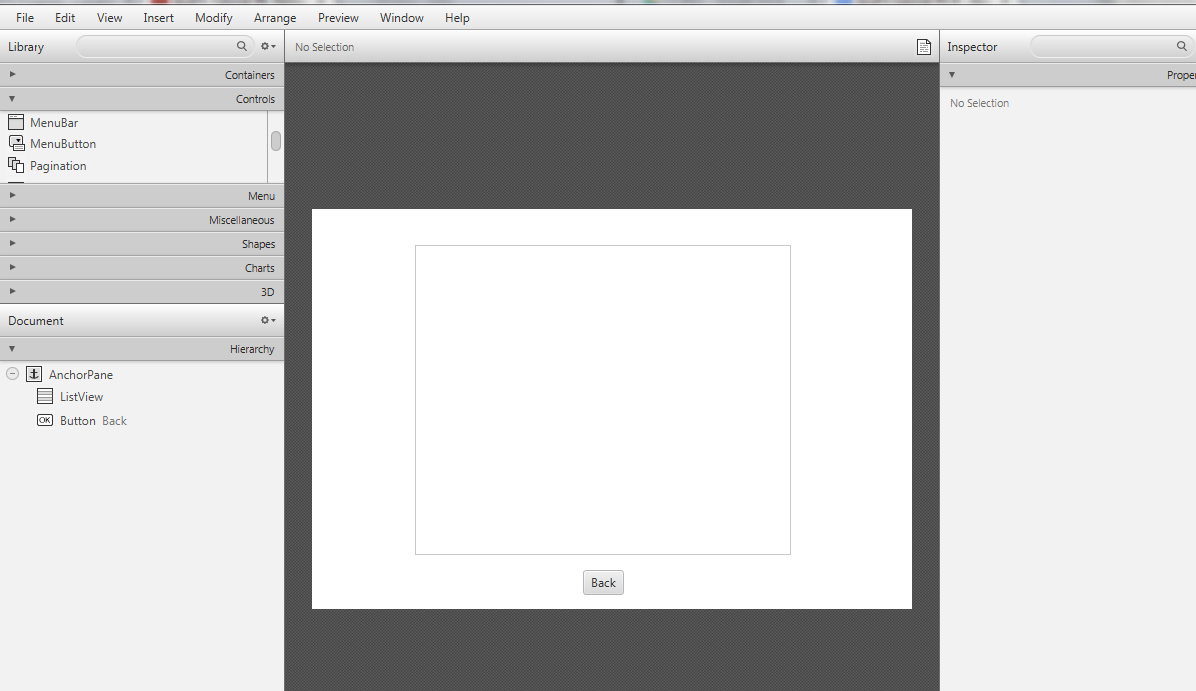 File Edit View Insert Modify Arrange Preview Window Help
Library
Containers
Controls
MenuBar
MenuButton
Pagination
Menu
Miscellaneous
Shapes
Charts
3D
Document
Hierarchy
AnchorPane
ListView
OK Button Back
No Selection
Back
Inspector
Proper
No Selection